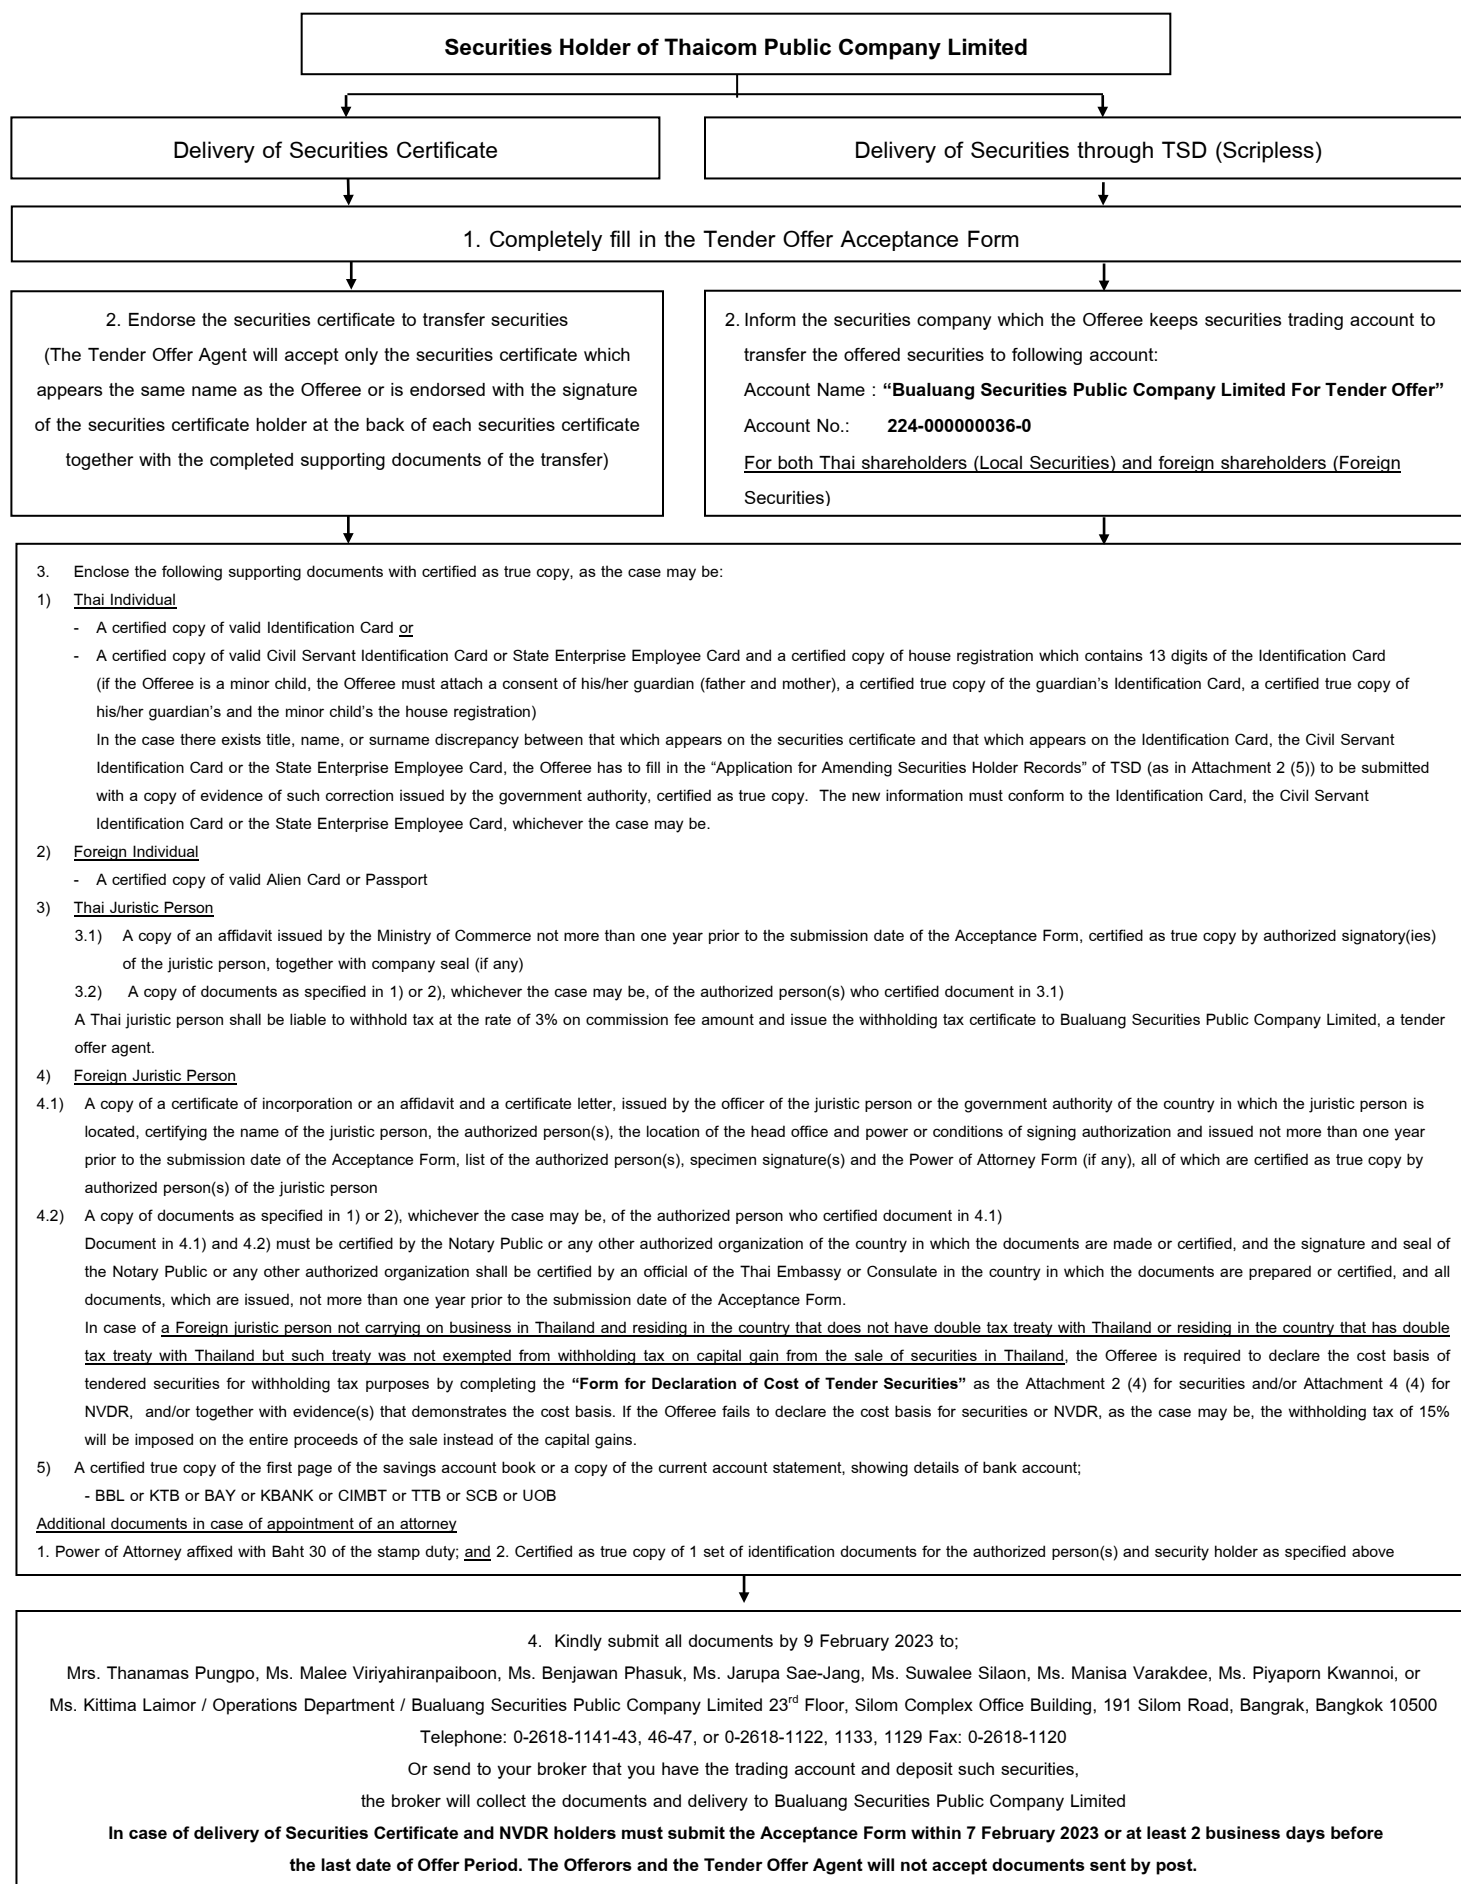 Securities Holder of Thaicom Public Company Limited
Delivery of Securities Certificate
Delivery of Securities through TSD (Scripless)
1. Completely fill in the Tender Offer Acceptance Form
2. Endorse the securities certificate to transfer securities
(The Tender Offer Agent will accept only the securities certificate which
appears the same name as the Offeree or is endorsed with the signature
of the securities certificate holder at the back of each securities certificate
together with the completed supporting documents of the transfer)
2. Inform the securities company which the Offeree keeps securities trading account to
transfer the offered securities to following account:
Account Name : “Bualuang Securities Public Company Limited For Tender Offer”
Account No.: 224-000000036-0
For both Thai shareholders (Local Securities) and foreign shareholders (Foreign
Securities)
3. Enclose the following supporting documents with certified as true copy, as the case may be:
1) Thai Individual
- A certified copy of valid Identification Card or
- A certified copy of valid Civil Servant Identification Card or State Enterprise Employee Card and a certified copy of house registration which contains 13 digits of the Identification Card
(if the Offeree is a minor child, the Offeree must attach a consent of his/her guardian (father and mother), a certified true copy of the guardian’s Identification Card, a certified true copy of
his/her guardian’s and the minor child’s the house registration)
In the case there exists title, name, or surname discrepancy between that which appears on the securities certificate and that which appears on the Identification Card, the Civil Servant
Identification Card or the State Enterprise Employee Card, the Offeree has to fill in the “Application for Amending Securities Holder Records” of TSD (as in Attachment 2 (5)) to be submitted
with a copy of evidence of such correction issued by the government authority, certified as true copy. The new information must conform to the Identification Card, the Civil Servant
Identification Card or the State Enterprise Employee Card, whichever the case may be.
2) Foreign Individual
- A certified copy of valid Alien Card or Passport
3) Thai Juristic Person
3.1) A copy of an affidavit issued by the Ministry of Commerce not more than one year prior to the submission date of the Acceptance Form, certified as true copy by authorized signatory(ies)
of the juristic person, together with company seal (if any)
3.2) A copy of documents as specified in 1) or 2), whichever the case may be, of the authorized person(s) who certified document in 3.1)
A Thai juristic person shall be liable to withhold tax at the rate of 3% on commission fee amount and issue the withholding tax certificate to Bualuang Securities Public Company Limited, a tender
offer agent.
4) Foreign Juristic Person
4.1) A copy of a certificate of incorporation or an affidavit and a certificate letter, issued by the officer of the juristic person or the government authority of the country in which the juristic person is
located, certifying the name of the juristic person, the authorized person(s), the location of the head office and power or conditions of signing authorization and issued not more than one year
prior to the submission date of the Acceptance Form, list of the authorized person(s), specimen signature(s) and the Power of Attorney Form (if any), all of which are certified as true copy by
authorized person(s) of the juristic person
4.2) A copy of documents as specified in 1) or 2), whichever the case may be, of the authorized person who certified document in 4.1)
Document in 4.1) and 4.2) must be certified by the Notary Public or any other authorized organization of the country in which the documents are made or certified, and the signature and seal of
the Notary Public or any other authorized organization shall be certified by an official of the Thai Embassy or Consulate in the country in which the documents are prepared or certified, and all
documents, which are issued, not more than one year prior to the submission date of the Acceptance Form.
In case of a Foreign juristic person not carrying on business in Thailand and residing in the country that does not have double tax treaty with Thailand or residing in the country that has double
tax treaty with Thailand but such treaty was not exempted from withholding tax on capital gain from the sale of securities in Thailand, the Offeree is required to declare the cost basis of
tendered securities for withholding tax purposes by completing the “Form for Declaration of Cost of Tender Securities” as the Attachment 2 (4) for securities and/or Attachment 4 (4) for
NVDR, and/or together with evidence(s) that demonstrates the cost basis. If the Offeree fails to declare the cost basis for securities or NVDR, as the case may be, the withholding tax of 15%
will be imposed on the entire proceeds of the sale instead of the capital gains.
5) A certified true copy of the first page of the savings account book or a copy of the current account statement, showing details of bank account;
- BBL or KTB or BAY or KBANK or CIMBT or TTB or SCB or UOB
Additional documents in case of appointment of an attorney
1. Power of Attorney affixed with Baht 30 of the stamp duty; and 2. Certified as true copy of 1 set of identification documents for the authorized person(s) and security holder as specified above
4. Kindly submit all documents by 9 February 2023 to;
Mrs. Thanamas Pungpo, Ms. Malee Viriyahiranpaiboon, Ms. Benjawan Phasuk, Ms. Jarupa Sae-Jang, Ms. Suwalee Silaon, Ms. Manisa Varakdee, Ms. Piyaporn Kwannoi, or
Ms. Kittima Laimor / Operations Department / Bualuang Securities Public Company Limited 23rd Floor, Silom Complex Office Building, 191 Silom Road, Bangrak, Bangkok 10500
Telephone: 0-2618-1141-43, 46-47, or 0-2618-1122, 1133, 1129 Fax: 0-2618-1120
Or send to your broker that you have the trading account and deposit such securities,
the broker will collect the documents and delivery to Bualuang Securities Public Company Limited
In case of delivery of Securities Certificate and NVDR holders must submit the Acceptance Form within 7 February 2023 or at least 2 business days before
the last date of Offer Period. The Offerors and the Tender Offer Agent will not accept documents sent by post.